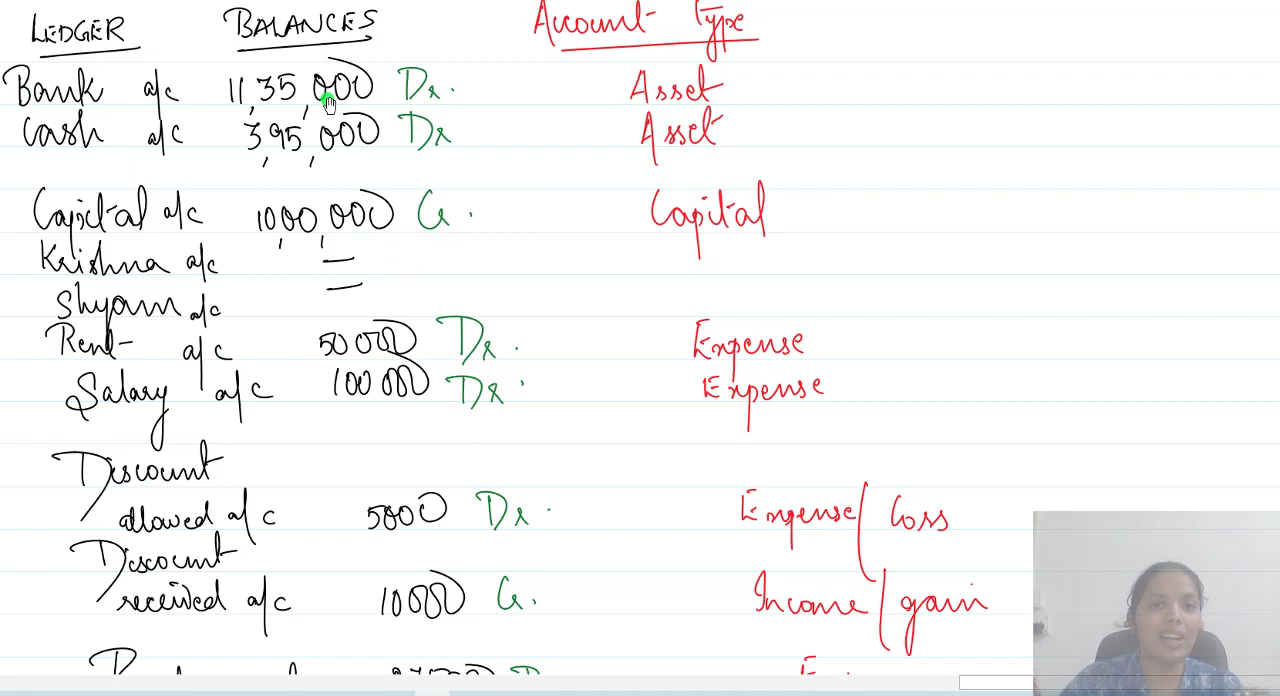 LEDGER BALANCES Account Type
Bank a/c 11,35,000 Dr. Asset
Cash a/c 3,95,000 Dr Asset
Capital a/c 10,00,000 Cr. Capital
Krishna a/c —
Shyam a/c —
Rent a/c 50000 Dr. Expense
Salary a/c 100000 Dr. Expense
Discount
allowed a/c 5000 Dr. Expense/Loss
Discount
received a/c 10000 Cr. Income/gain